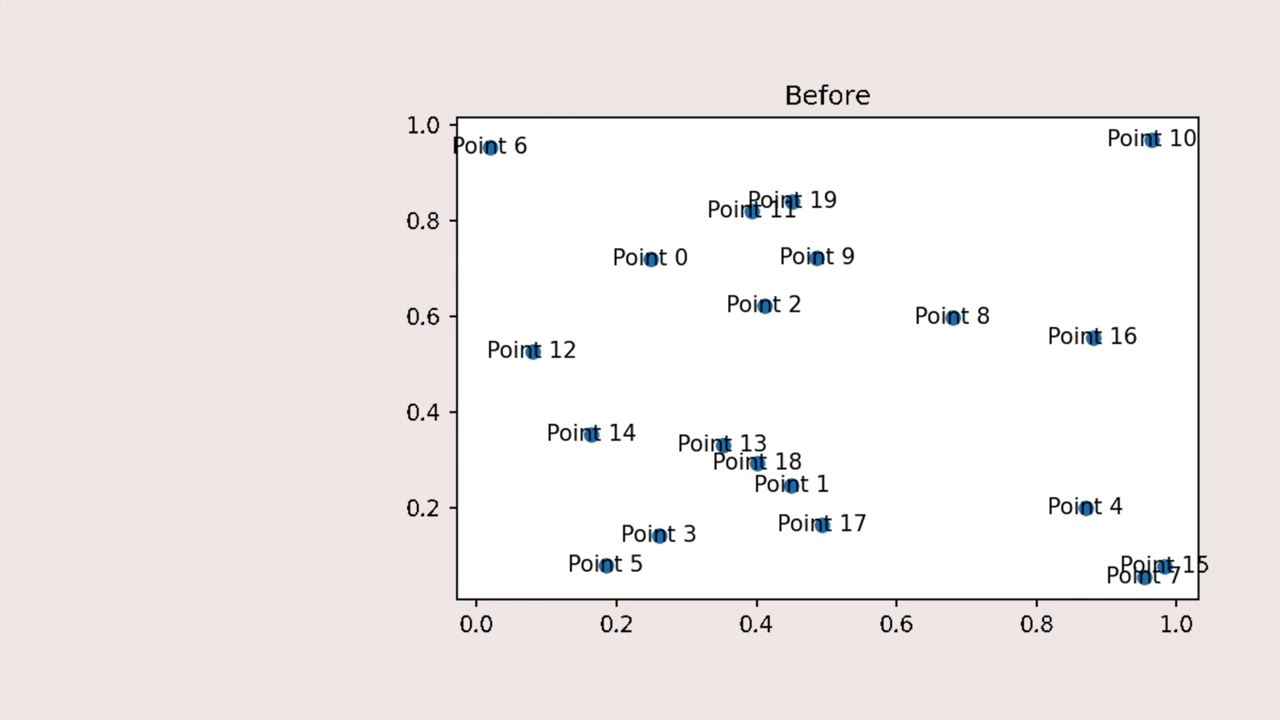 Before
1.0
Point 6
Point 10
0.8
Point 19
Point 11
Point 0
Point 9
0.6
Point 2
Point 8
Point 16
Point 12
0.4
Point 14
Point 13
Point 18
Point 1
0.2
Point 4
Point 17
Point 3
Point 5
Point 15
Point 7
0.0 0.2 0.4 0.6 0.8 1.0